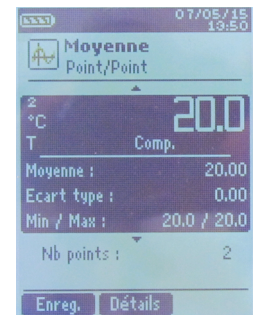 07/05/15
13:50
Moyenne
Point/Point
2
°C 20.0
T Comp.
Moyenne : 20.00
Ecart type : 0.00
Min / Max : 20.0 / 20.0
Nb points : 2
Enreg. Détails